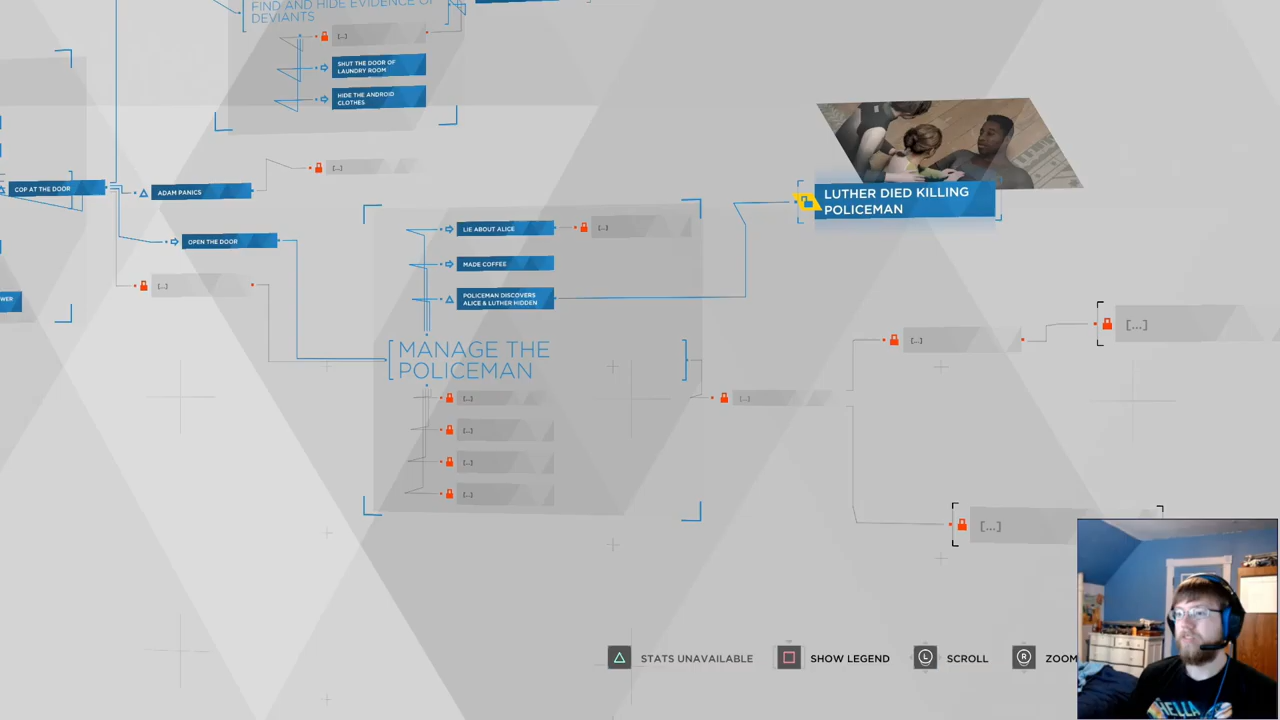 FIND AND HIDE EVIDENCE OF
DEVIANTS
[...]
SHUT THE DOOR OF
LAUNDRY ROOM
HIDE THE ANDROID
CLOTHES
[...]
COP AT THE DOOR
ADAM PANICS
OPEN THE DOOR
[...]
LUTHER DIED KILLING
POLICEMAN
LIE ABOUT ALICE
[...]
MADE COFFEE
POLICEMAN DISCOVERS
ALICE & LUTHER HIDDEN
MANAGE THE
POLICEMAN
[...]
[...]
[...]
[...]
[...]
[...]
[...]
[...]
STATS UNAVAILABLE
SHOW LEGEND
L
SCROLL
R
ZOOM
HELLA